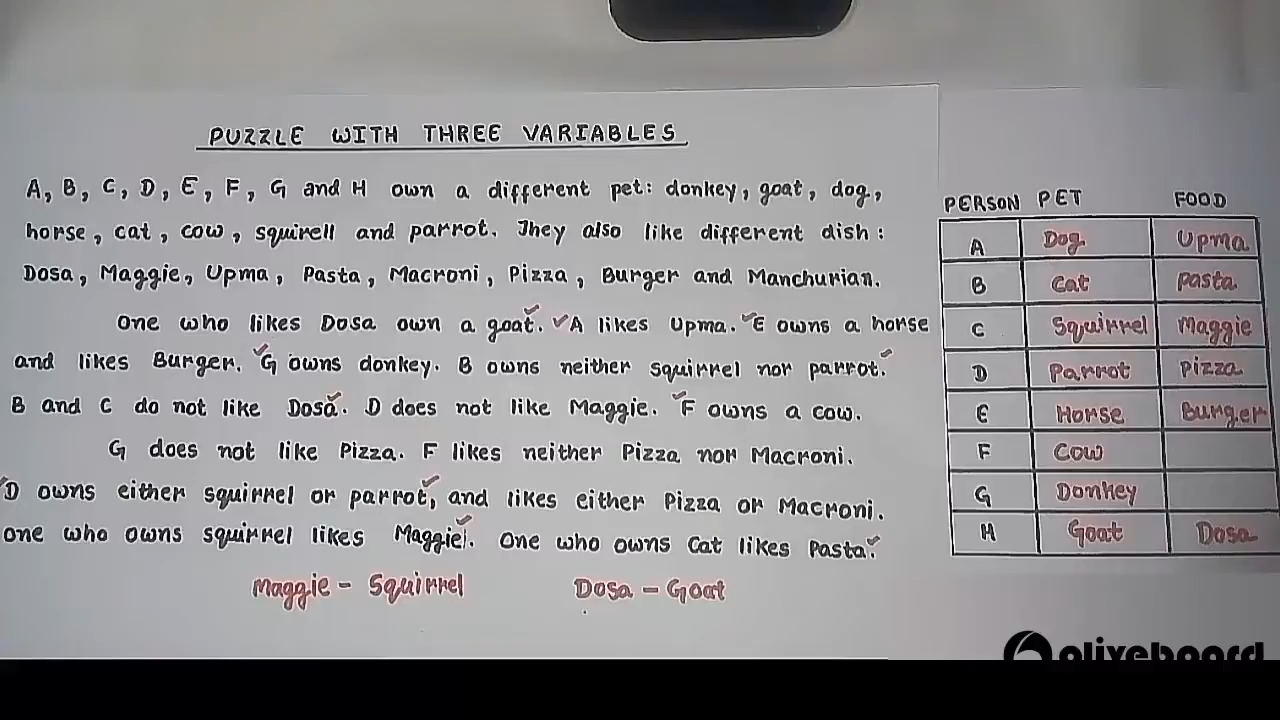 PUZZLE WITH THREE VARIABLES
A, B, C, D, E, F, G and H own a different pet: donkey, goat, dog,
horse, cat, cow, squirell and parrot. They also like different dish:
Dosa, Maggie, Upma, Pasta, Macroni, Pizza, Burger and Manchurian.
One who likes Dosa own a goat. A likes Upma. E owns a horse
and likes Burger. G owns donkey. B owns neither squirrel nor parrot.
B and C do not like Dosa. D does not like Maggie. F owns a cow.
G does not like Pizza. F likes neither Pizza nor Macroni.
D owns either squirrel or parrot, and likes either Pizza or Macroni.
one who owns squirrel likes Maggie. One who owns Cat likes Pasta.
Maggie - Squirrel Dosa - Goat
PERSON PET FOOD
A Dog Upma
B Cat Pasta
C Squirrel Maggie
D Parrot Pizza
E Horse Burger
F Cow
G Donkey
H Goat Dosa
oliveboard